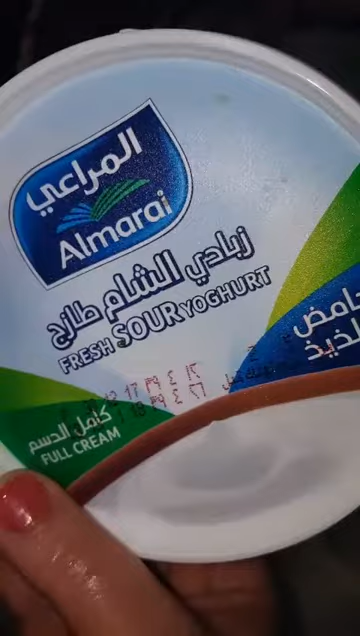 المراعي
Almarai
زبادي الشام طازج
FRESH SOUR YOGHURT
حامض
لذيذ
كامل الدسم
FULL CREAM